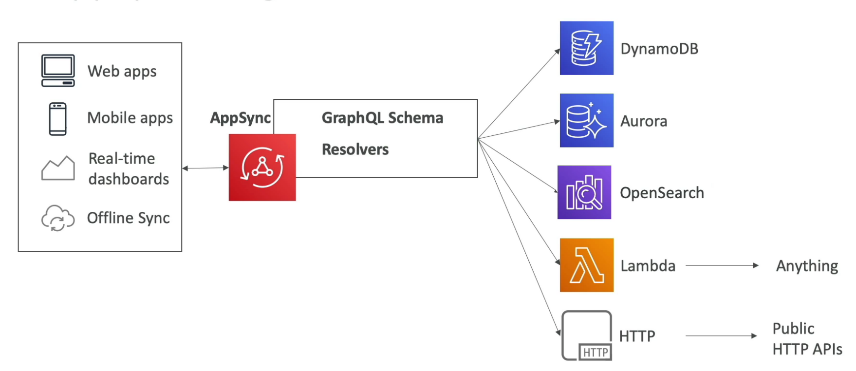 Web apps
Mobile apps
Real-time
dashboards
Offline Sync
AppSync
GraphQL Schema
Resolvers
DynamoDB
Aurora
OpenSearch
Lambda
Anything
HTTP
HTTP
Public
HTTP APIs